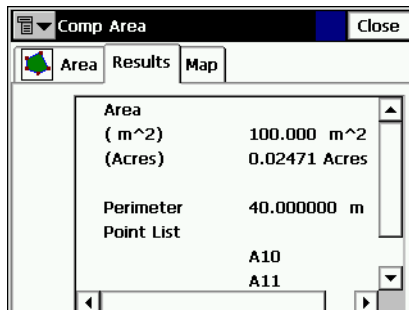 Comp Area Close
Area Results Map
Area
( m^2) 100.000 m^2
(Acres) 0.02471 Acres
Perimeter 40.000000 m
Point List
A10
A11